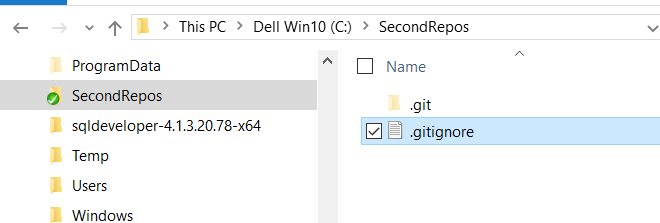 This PC > Dell Win10 (C:) > SecondRepos
ProgramData
SecondRepos
sqldeveloper-4.1.3.20.78-x64
Temp
Users
Windows
Name
.git
.gitignore